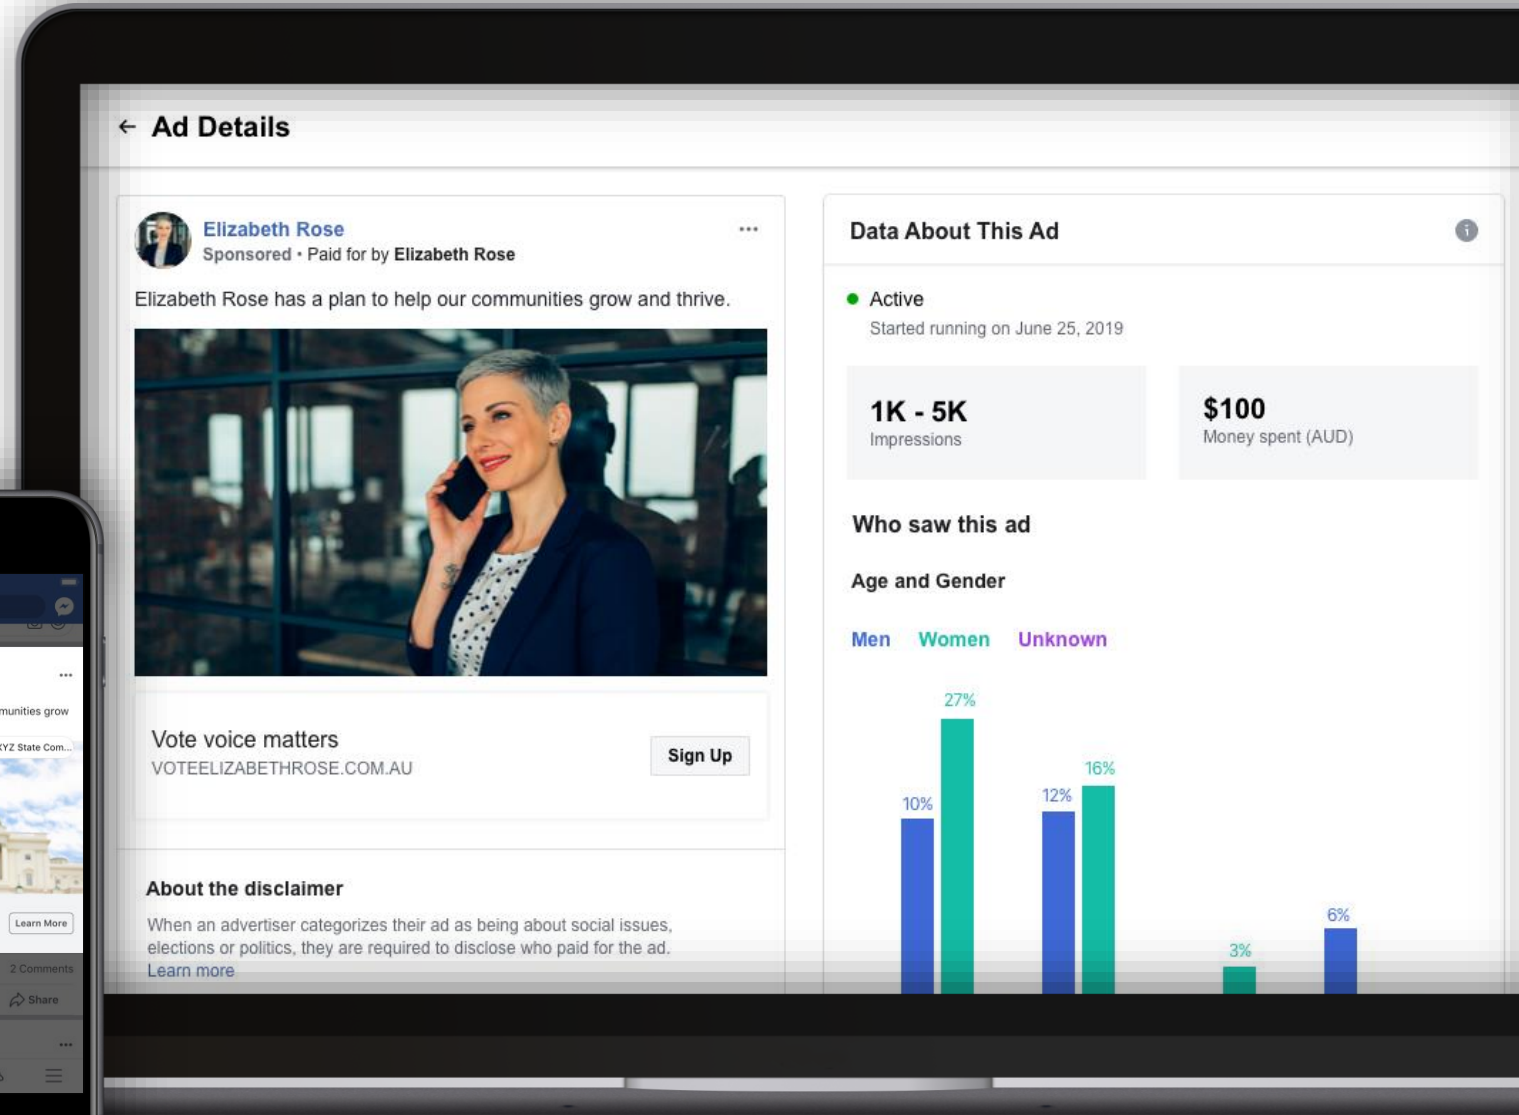 Ad Details
Elizabeth Rose
Sponsored • Paid for by Elizabeth Rose
Elizabeth Rose has a plan to help our communities grow and thrive.
Vote voice matters
VOTEELIZABETHROSE.COM.AU
Sign Up
About the disclaimer
When an advertiser categorizes their ad as being about social issues,
elections or politics, they are required to disclose who paid for the ad.
Learn more
Data About This Ad
Active
Started running on June 25, 2019
1K - 5K
Impressions
$100
Money spent (AUD)
Who saw this ad
Age and Gender
Men Women Unknown
27%
10%
12%
16%
3%
6%
munities grow
XYZ State Com...
Learn More
2 Comments
Share